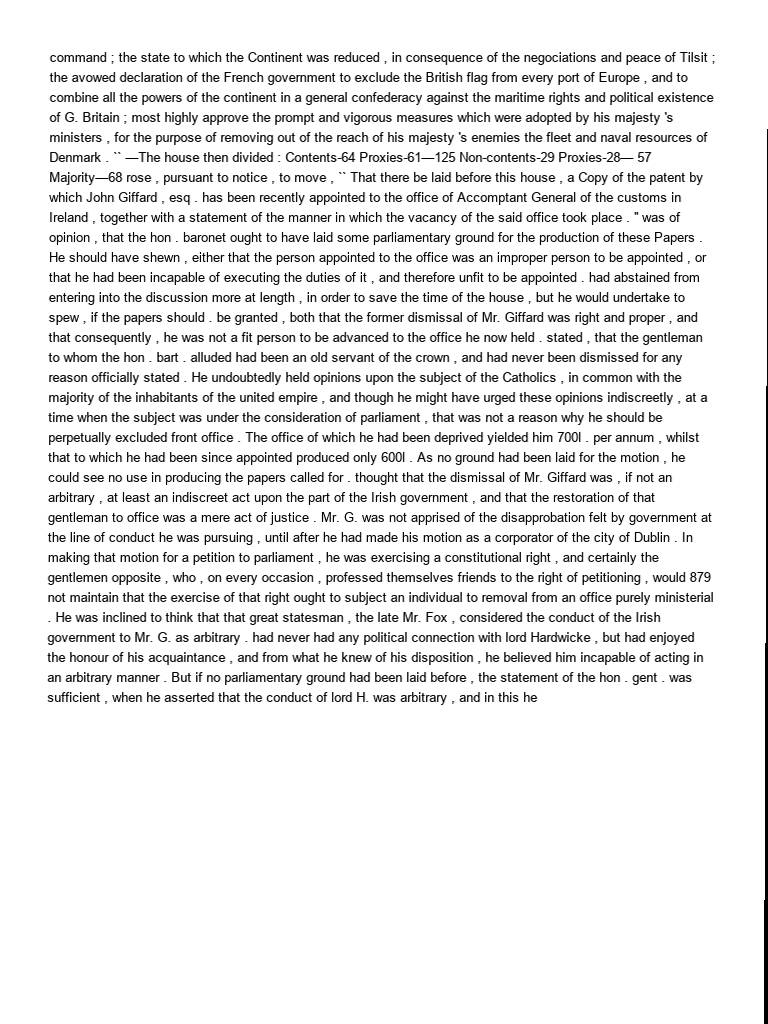 command ; the state to which the Continent was reduced , in consequence of the negociations and peace of Tilsit ;
the avowed declaration of the French government to exclude the British flag from every port of Europe , and to
combine all the powers of the continent in a general confederacy against the maritime rights and political existence
of G. Britain ; most highly approve the prompt and vigorous measures which were adopted by his majesty 's
ministers , for the purpose of removing out of the reach of his majesty 's enemies the fleet and naval resources of
Denmark . `` —The house then divided : Contents-64 Proxies-61—125 Non-contents-29 Proxies-28— 57
Majority—68 rose , pursuant to notice , to move , `` That there be laid before this house , a Copy of the patent by
which John Giffard , esq . has been recently appointed to the office of Accomptant General of the customs in
Ireland , together with a statement of the manner in which the vacancy of the said office took place . '' was of
opinion , that the hon . baronet ought to have laid some parliamentary ground for the production of these Papers .
He should have shewn , either that the person appointed to the office was an improper person to be appointed , or
that he had been incapable of executing the duties of it , and therefore unfit to be appointed . had abstained from
entering into the discussion more at length , in order to save the time of the house , but he would undertake to
spew , if the papers should . be granted , both that the former dismissal of Mr. Giffard was right and proper , and
that consequently , he was not a fit person to be advanced to the office he now held . stated , that the gentleman
to whom the hon . bart . alluded had been an old servant of the crown , and had never been dismissed for any
reason officially stated . He undoubtedly held opinions upon the subject of the Catholics , in common with the
majority of the inhabitants of the united empire , and though he might have urged these opinions indiscreetly , at a
time when the subject was under the consideration of parliament , that was not a reason why he should be
perpetually excluded front office . The office of which he had been deprived yielded him 700l . per annum , whilst
that to which he had been since appointed produced only 600l . As no ground had been laid for the motion , he
could see no use in producing the papers called for . thought that the dismissal of Mr. Giffard was , if not an
arbitrary , at least an indiscreet act upon the part of the Irish government , and that the restoration of that
gentleman to office was a mere act of justice . Mr. G. was not apprised of the disapprobation felt by government at
the line of conduct he was pursuing , until after he had made his motion as a corporator of the city of Dublin . In
making that motion for a petition to parliament , he was exercising a constitutional right , and certainly the
gentlemen opposite , who , on every occasion , professed themselves friends to the right of petitioning , would 879
not maintain that the exercise of that right ought to subject an individual to removal from an office purely ministerial
. He was inclined to think that that great statesman , the late Mr. Fox , considered the conduct of the Irish
government to Mr. G. as arbitrary . had never had any political connection with lord Hardwicke , but had enjoyed
the honour of his acquaintance , and from what he knew of his disposition , he believed him incapable of acting in
an arbitrary manner . But if no parliamentary ground had been laid before , the statement of the hon . gent . was
sufficient , when he asserted that the conduct of lord H. was arbitrary , and in this he